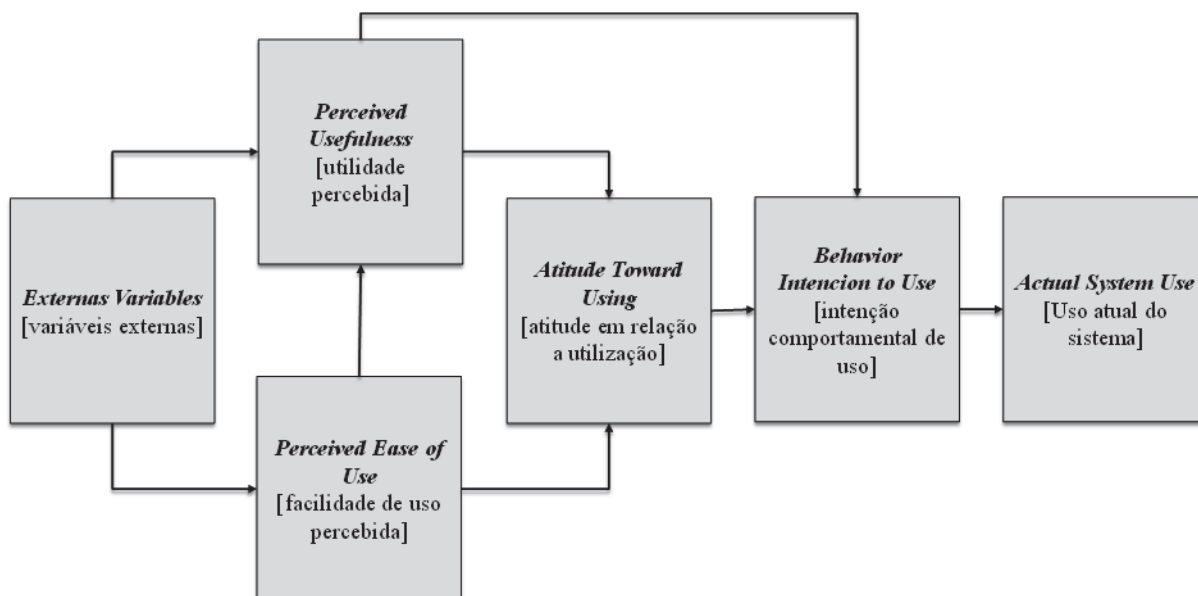 Perceived
Usefulness
[utilidade
percebida]
Externas Variables
[variáveis externas]
Atitude Toward
Using
[atitude em relação
a utilização]
Behavior
Intencion to Use
[intenção
comportamental de
uso]
Actual System Use
[Uso atual do
sistema]
Perceived Ease of
Use
[facilidade de uso
percebida]